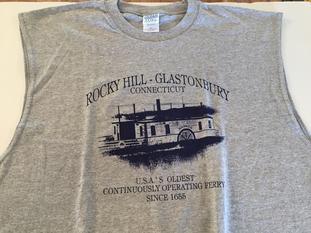 ROCKY HILL - GLASTONBURY
CONNECTICUT
U.S.A.'S OLDEST
CONTINUOUSLY OPERATING FERRY
SINCE 1655